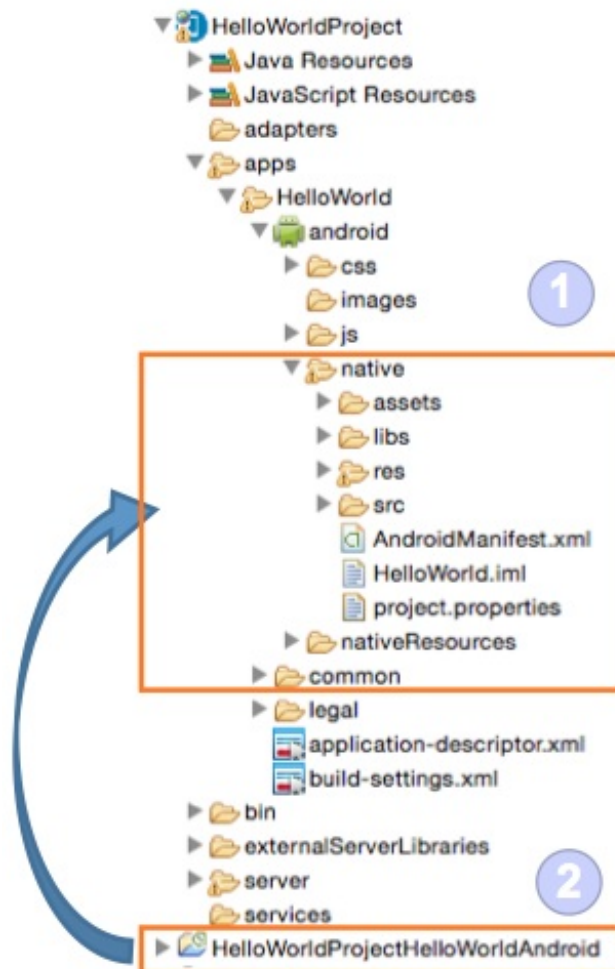 HelloWorldProject
Java Resources
JavaScript Resources
adapters
apps
HelloWorld
android
css
images
1
js
native
assets
libs
res
src
AndroidManifest.xml
HelloWorld.iml
project.properties
nativeResources
common
legal
application-descriptor.xml
build-settings.xml
bin
externalServerLibraries
server
2
services
HelloWorldProjectHelloWorldAndroid